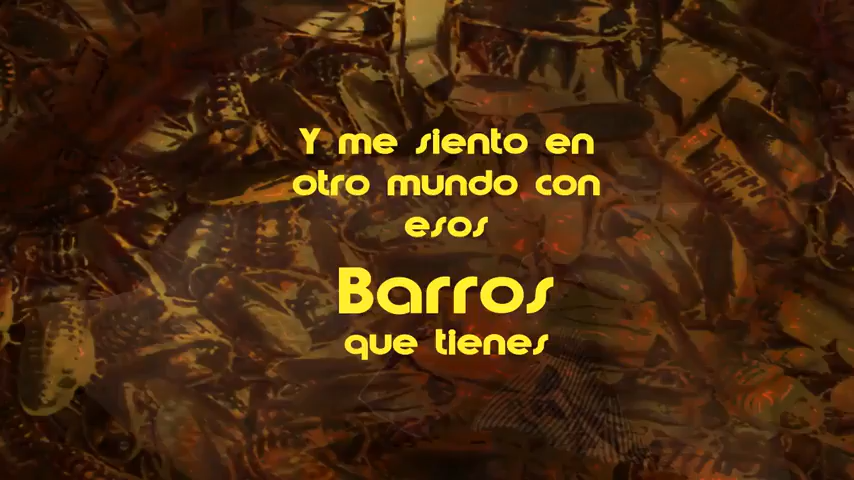 Y me siento en
otro mundo con
esos
Barros
que tienes